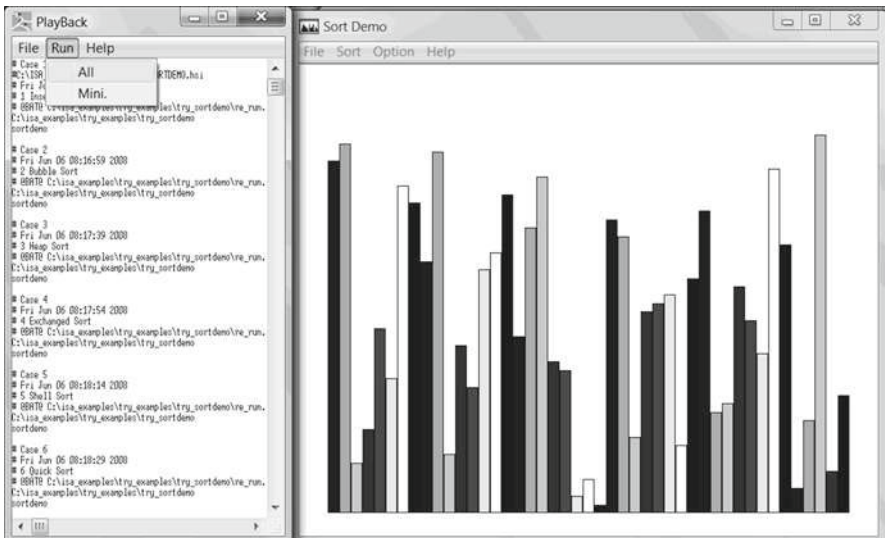 PlayBack
File Run Help
All
Mini.
# Case
RTDEMO.hsi
# Fri
# 1
# @BAT@ C:\isa_examples\try_examples\try_sortdemo\re_run.
C:\isa_examples\try_examples\try_sortdemo
sortdemo
# Case 2
# Fri Jun 06 08:16:59 2008
# 2 Bubble Sort
# @BAT@ C:\isa_examples\try_examples\try_sortdemo\re_run.
C:\isa_examples\try_examples\try_sortdemo
sortdemo
# Case 3
# Fri Jun 06 08:17:39 2008
# 3 Heap Sort
# @BAT@ C:\isa_examples\try_examples\try_sortdemo\re_run.
C:\isa_examples\try_examples\try_sortdemo
sortdemo
# Case 4
# Fri Jun 06 08:17:54 2008
# 4 Exchanged Sort
# @BAT@ C:\isa_examples\try_examples\try_sortdemo\re_run.
C:\isa_examples\try_examples\try_sortdemo
sortdemo
# Case 5
# Fri Jun 06 08:18:14 2008
# 5 Shell Sort
# @BAT@ C:\isa_examples\try_examples\try_sortdemo\re_run.
C:\isa_examples\try_examples\try_sortdemo
sortdemo
# Case 6
# Fri Jun 06 08:18:29 2008
# 6 Quick Sort
# @BAT@ C:\isa_examples\try_examples\try_sortdemo\re_run.
C:\isa_examples\try_examples\try_sortdemo
sortdemo
Sort Demo
File Sort Option Help